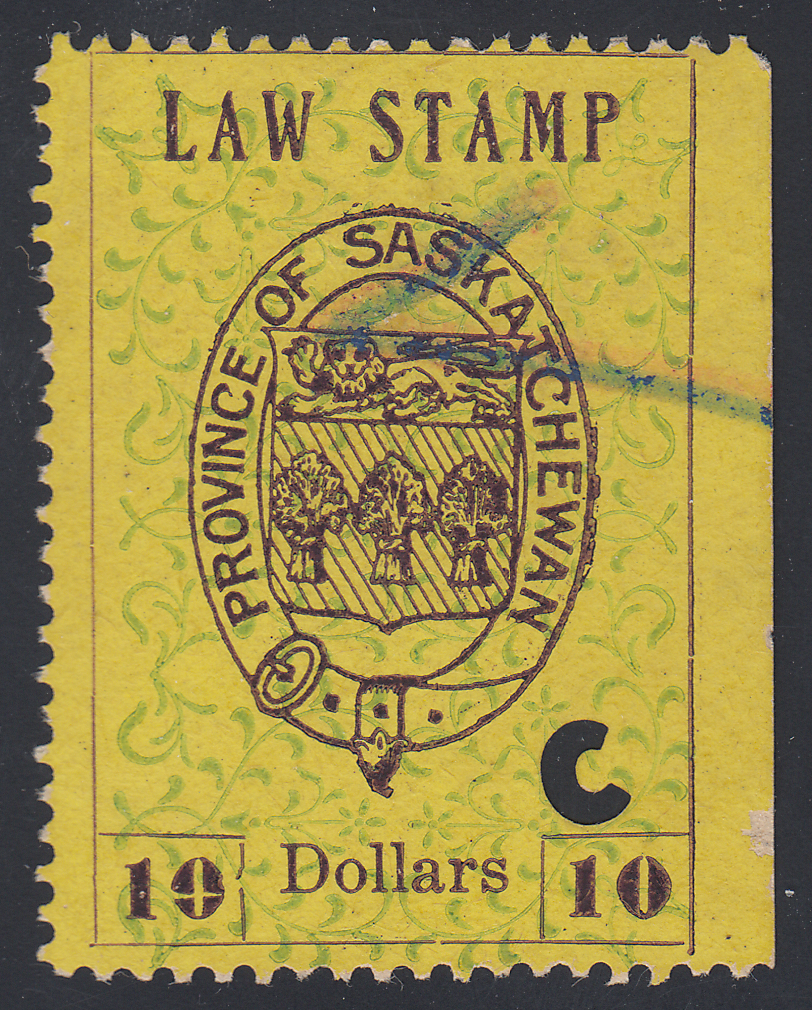 LAW STAMP
PROVINCE OF SASKATCHEWAN
C
10 Dollars 10